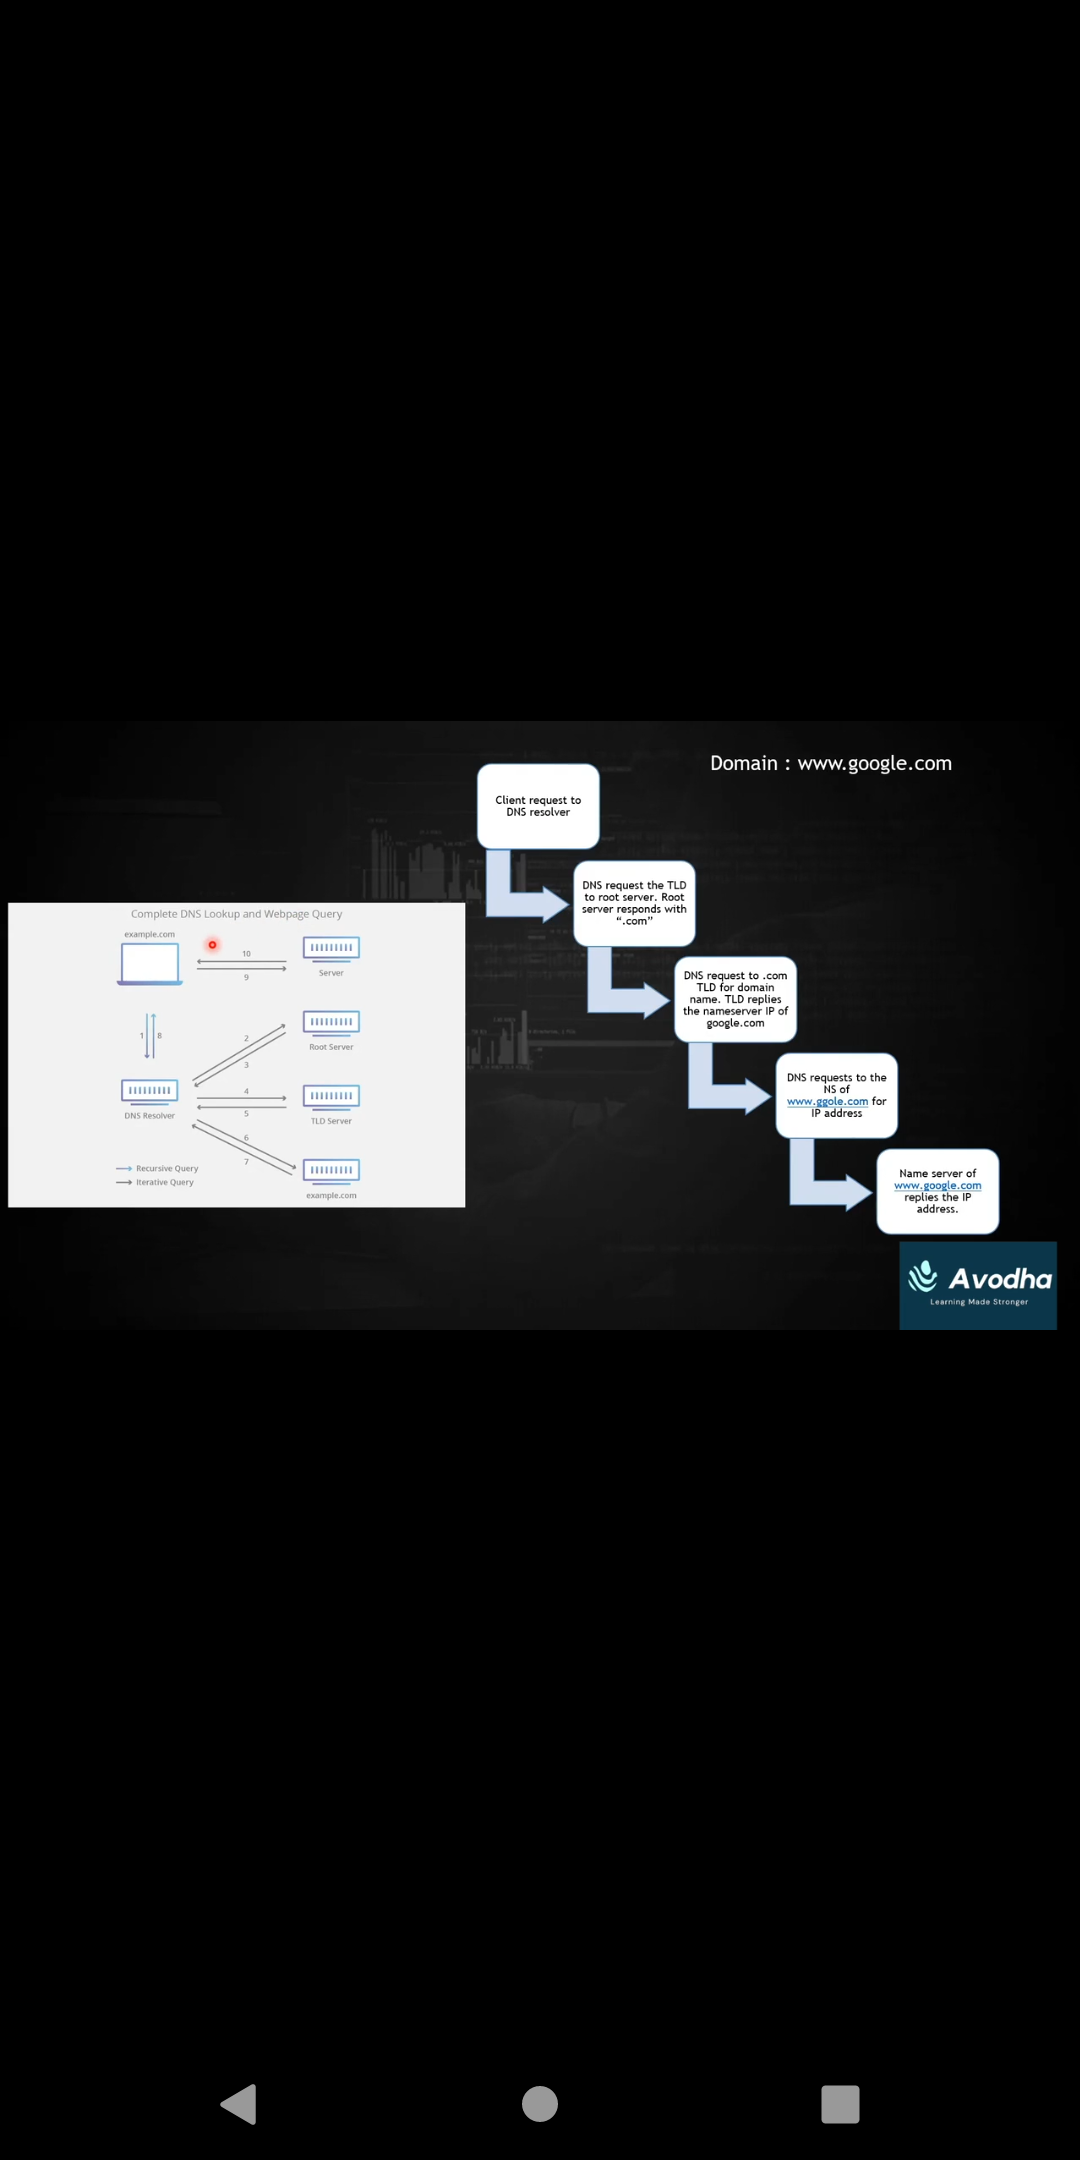 Domain : www.google.com
Client request to
DNS resolver
DNS request the TLD
to root server. Root
server responds with
“.com”
DNS request to .com
TLD for domain
name. TLD replies
the nameserver IP of
google.com
DNS requests to the
NS of
www.ggole.com for
IP address
Name server of
www.google.com
replies the IP
address.
Complete DNS Lookup and Webpage Query
example.com
10
9
Server
1
8
2
3
Root Server
DNS Resolver
4
5
TLD Server
6
7
example.com
Recursive Query
Iterative Query
Avodha
Learning Made Stronger